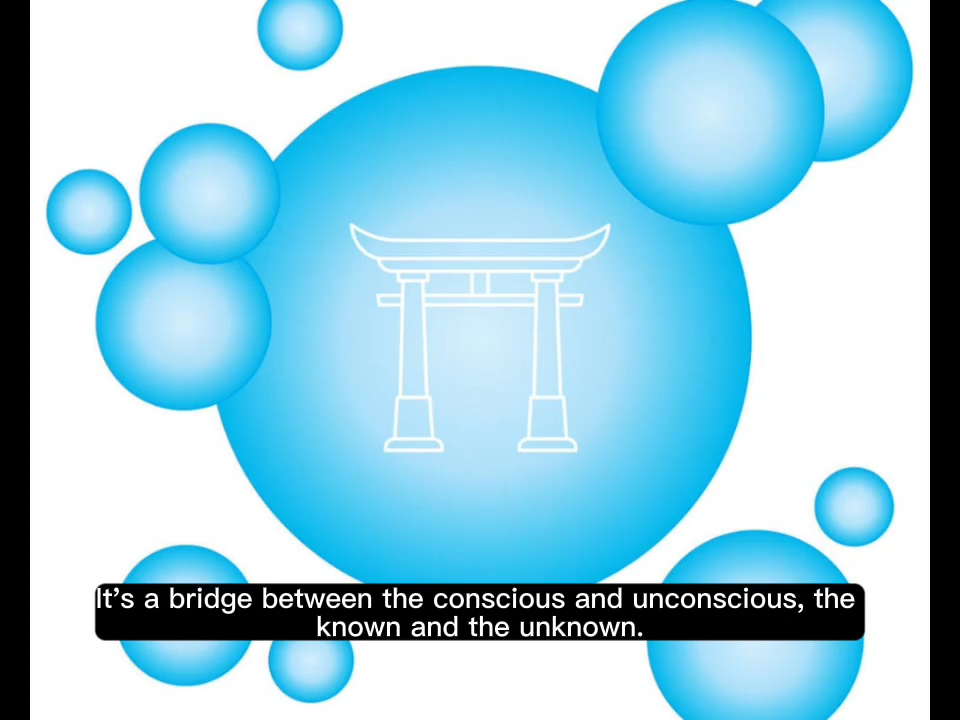 It’s a bridge between the conscious and unconscious, the
known and the unknown.